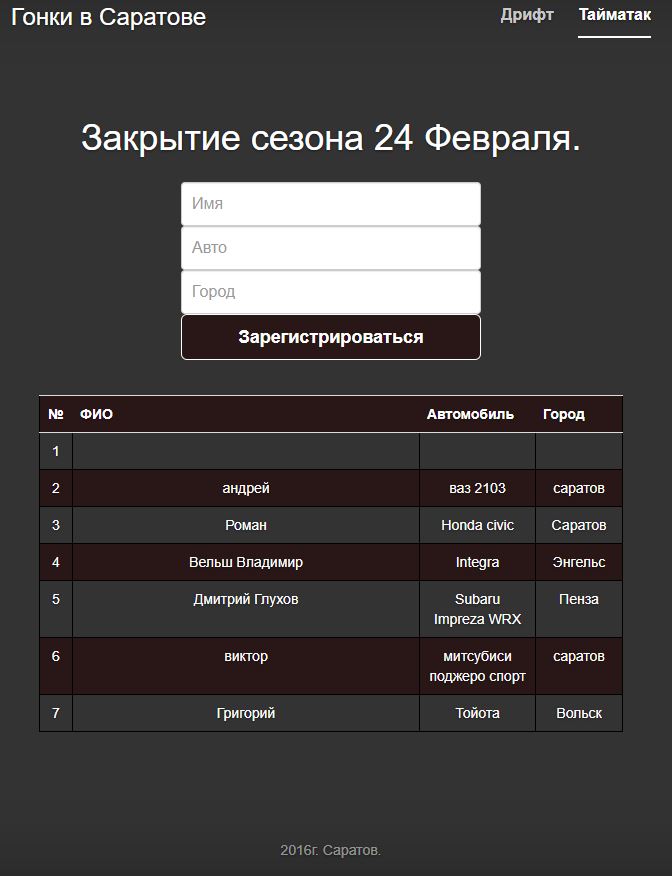 Гонки в Саратове
Дрифт Тайматак
Закрытие сезона 24 Февраля.
Имя
Авто
Город
Зарегистрироваться
№ ФИО Автомобиль Город
1
2 андрей ваз 2103 саратов
3 Роман Honda civic Саратов
4 Вельш Владимир Integra Энгельс
5 Дмитрий Глухов Subaru Пенза
Impreza WRX
6 виктор митсубиси саратов
поджеро спорт
7 Григорий Тойота Вольск
2016г. Саратов.